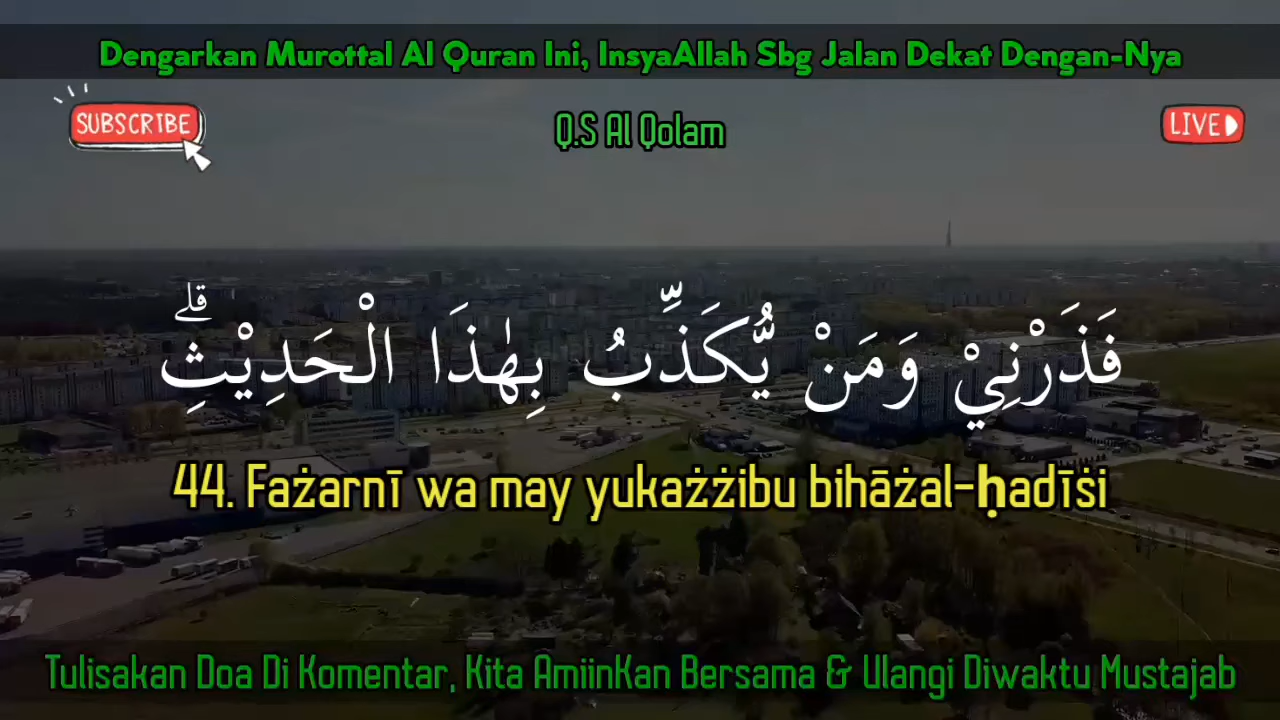 Dengarkan Murottal Al Quran Ini, InsyaAllah Sbg Jalan Dekat Dengan-Nya
SUBSCRIBE
Q.S Al Qolam
LIVE
فَذَرْنِيْ وَمَنْ يُّكَذِّبُ بِهٰذَا الْحَدِيْثِۗ
44. Fażarnī wa may yukażżibu bihāżal-ḥadīṡi
Tulisakan Doa Di Komentar, Kita AmiinKan Bersama & Ulangi Diwaktu Mustajab